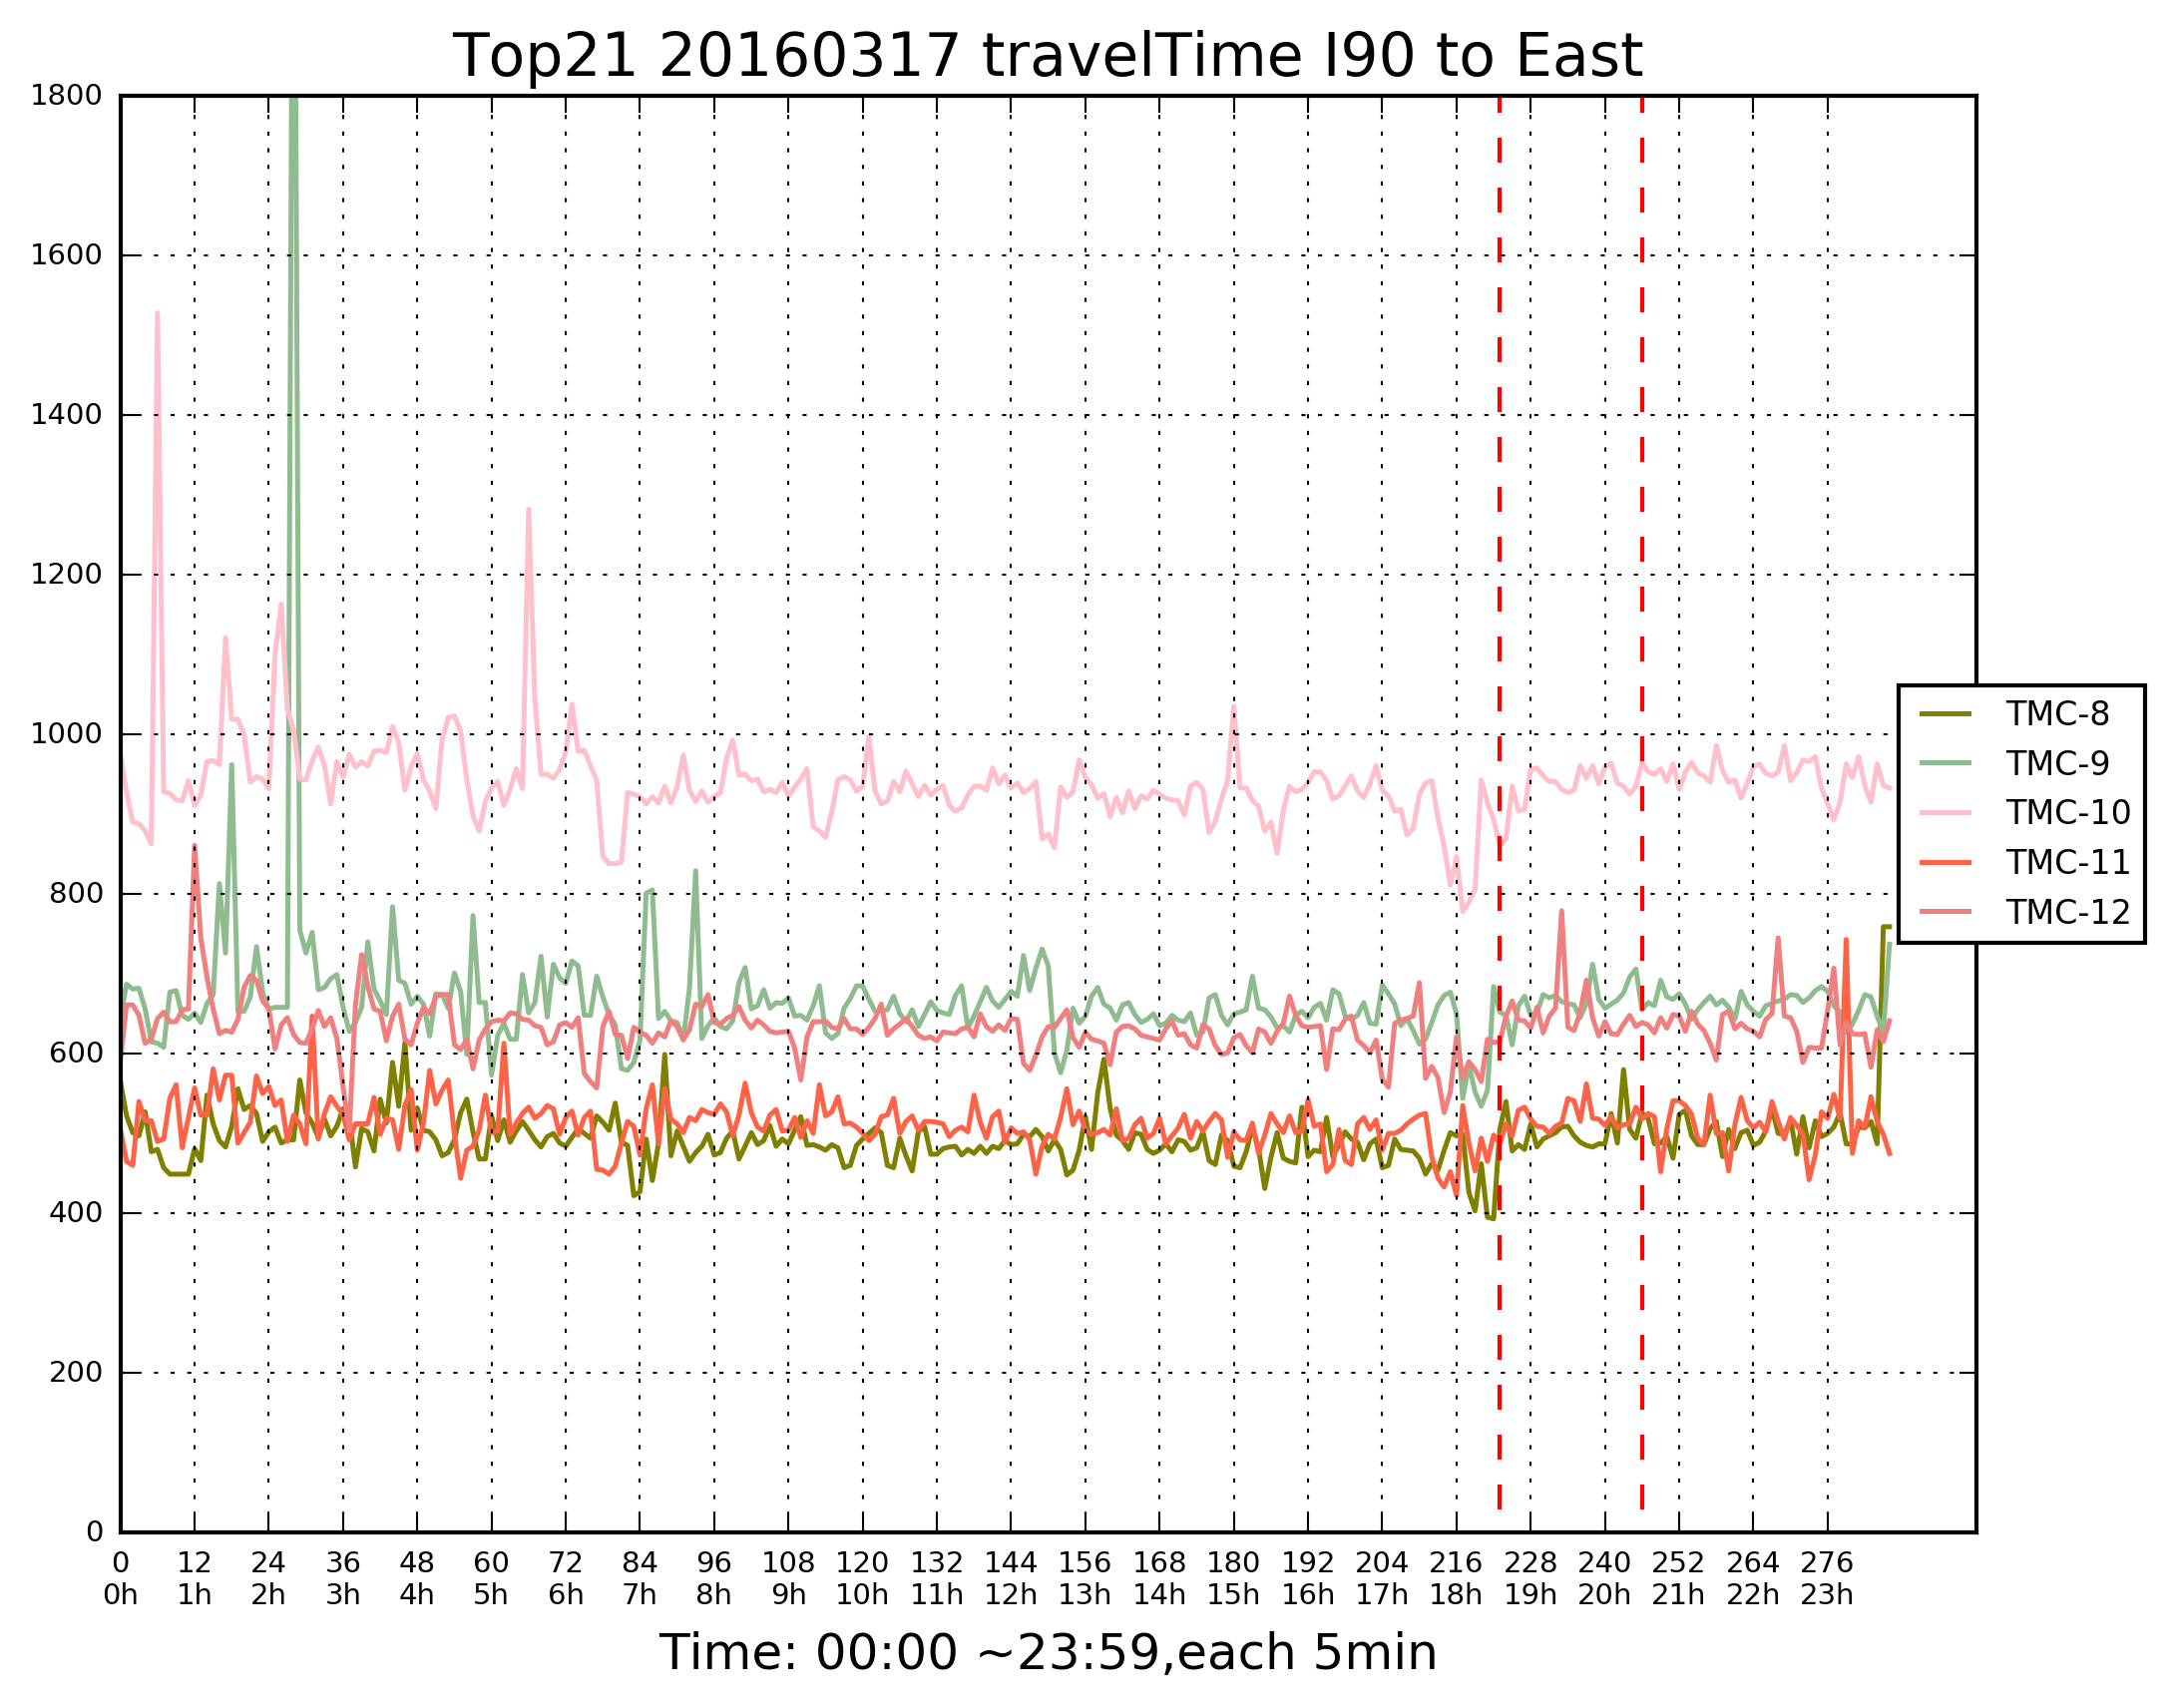 Top21 20160317 travelTime I90 to East
1800
1600
1400
1200
1000
800
600
400
200
0
TMC-8
TMC-9
TMC-10
TMC-11
TMC-12
0 12 24 36 48 60 72 84 96 108 120 132 144 156 168 180 192 204 216 228 240 252 264 276
0h 1h 2h 3h 4h 5h 6h 7h 8h 9h 10h 11h 12h 13h 14h 15h 16h 17h 18h 19h 20h 21h 22h 23h
Time: 00:00 ~23:59,each 5min